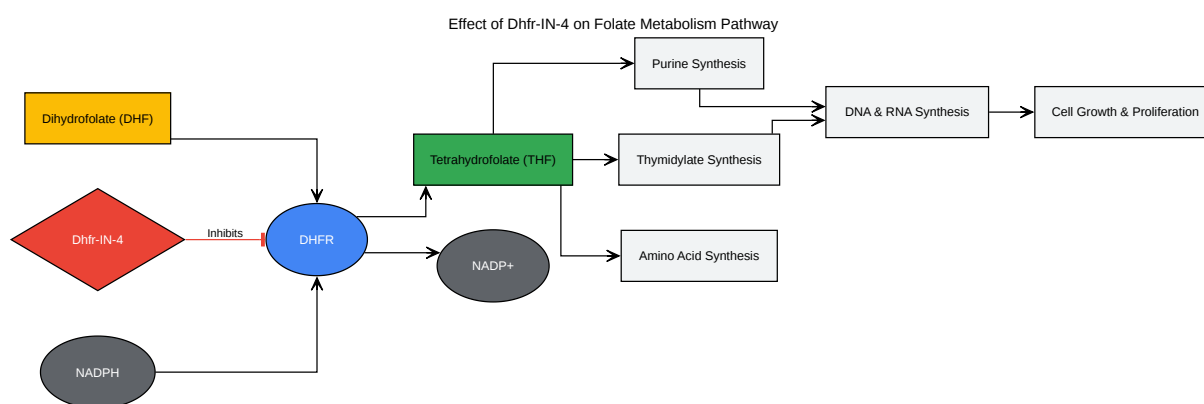 Effect of Dhfr-IN-4 on Folate Metabolism Pathway
Purine Synthesis
Dihydrofolate (DHF)
DNA & RNA Synthesis
Cell Growth & Proliferation
Tetrahydrofolate (THF)
Thymidylate Synthesis
Dhfr-IN-4
Inhibits
DHFR
NADP+
Amino Acid Synthesis
NADPH